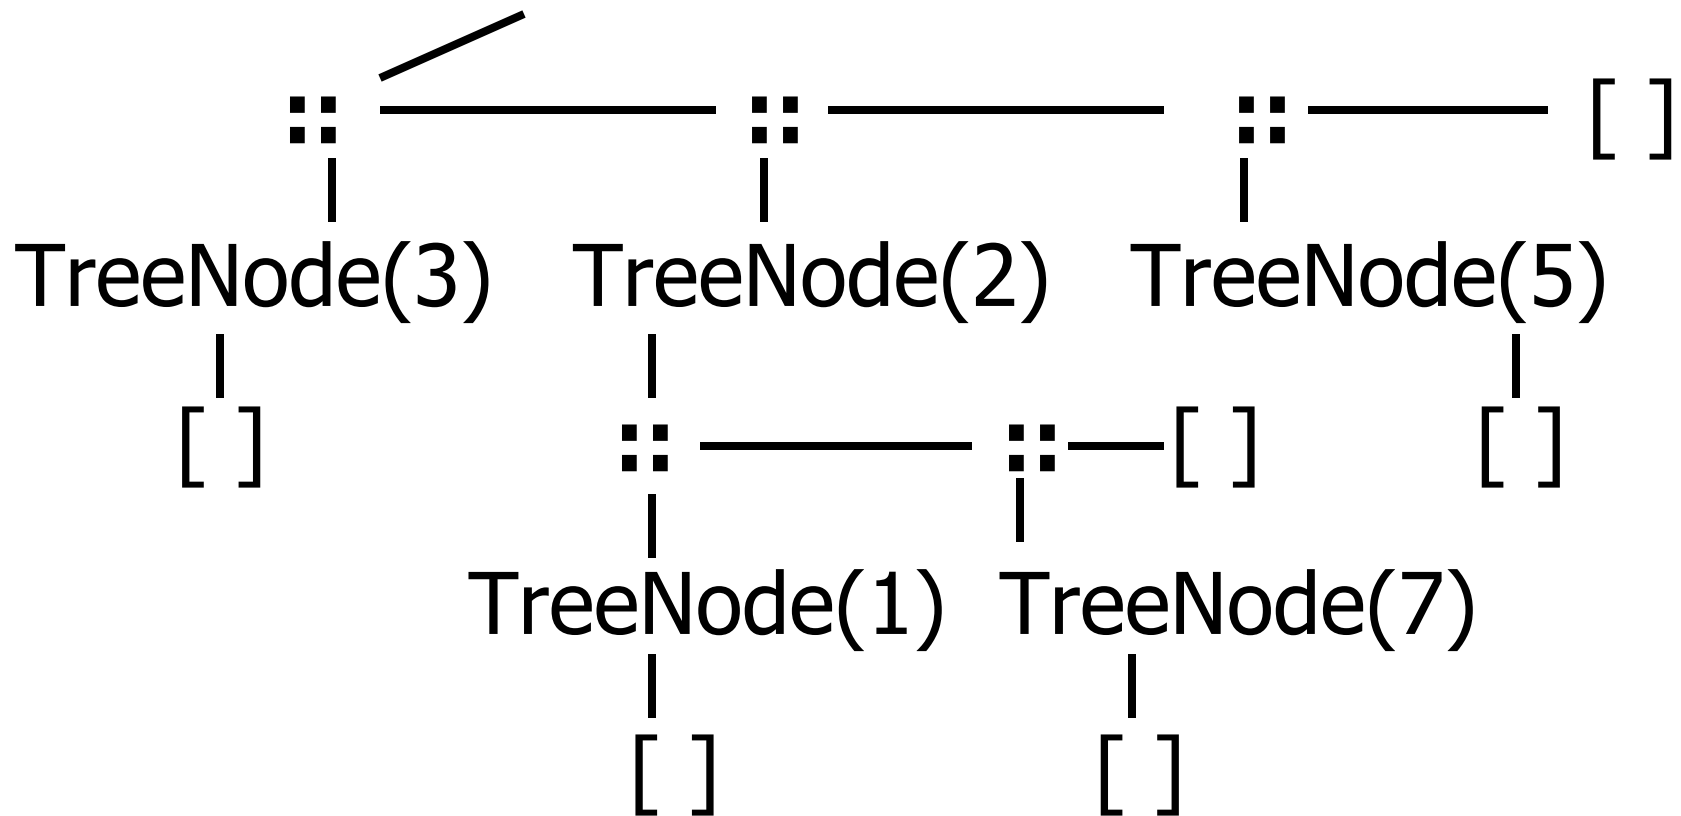 :: :: :: [ ]
TreeNode(3) TreeNode(2) TreeNode(5)
[ ] :: :: [ ] [ ]
TreeNode(1) TreeNode(7)
[ ] [ ]